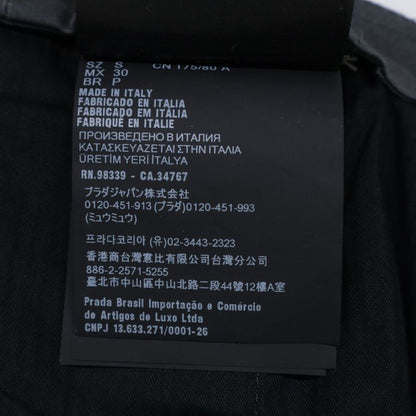 SZ S CN 175/80 A
MX 30
BR P
MADE IN ITALY
FABRICADO EN ITALIA
FABRICADO EM ITÁLIA
FABRIQUÉ EN ITALIE
ПРОИЗВЕДЕНО В ИТАЛИЯ
ΚΑΤΑΣΚΕΥΑΖΕΤΑΙ ΣΤΗΝ ΙΤΑΛΙΑ
ÜRETİM YERİ İTALYA
RN.98339 - CA.34767
プラダジャパン株式会社
0120-451-913 (プラダ) 0120-451-993
(ミュウミュウ)
프라다코리아 (유) 02-3443-2323
香港商台灣意比有限公司台灣分公司
886-2-2571-5255
臺北市中山區中山北路二段44號12樓A室
Prada Brasil Importação e Comércio
de Artigos de Luxo Ltda
CNPJ 13.633.271/0001-26